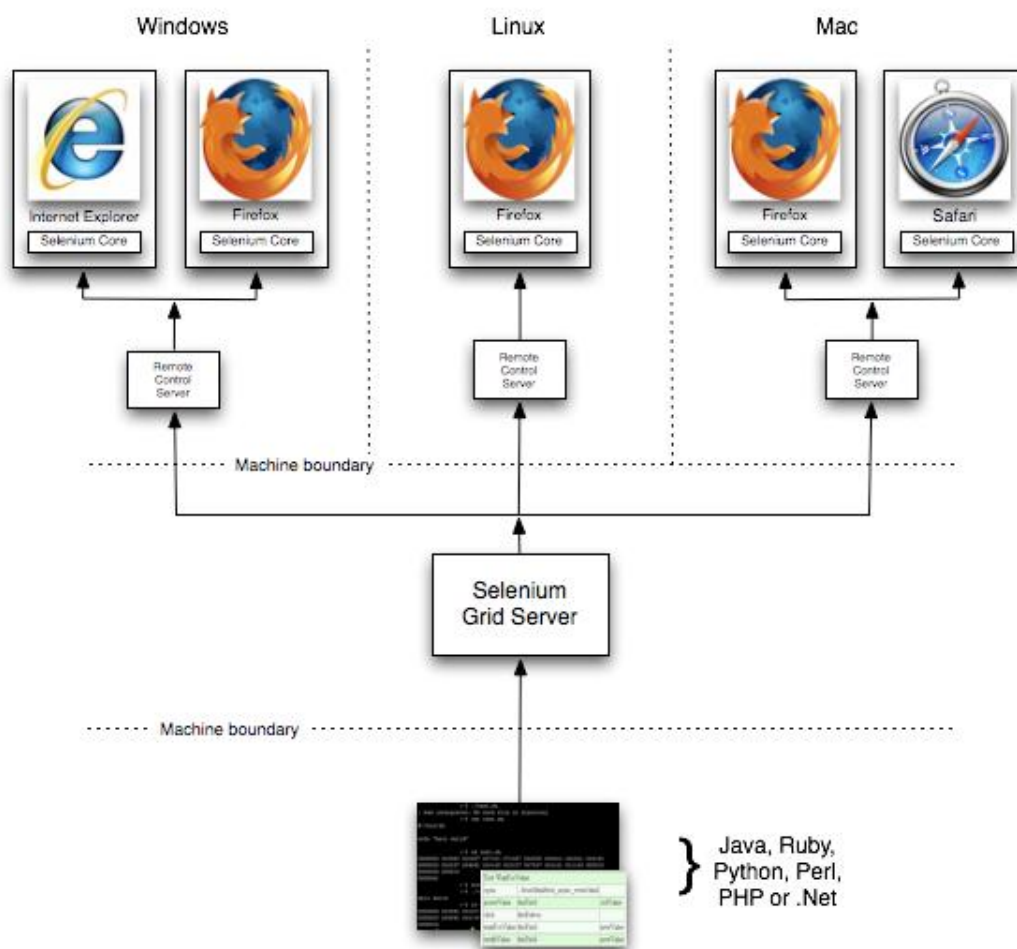 Windows
Linux
Mac
Internet Explorer
Selenium Core
Firefox
Selenium Core
Firefox
Selenium Core
Firefox
Selenium Core
Safari
Selenium Core
Remote
Control
Server
Remote
Control
Server
Remote
Control
Server
Machine boundary
Selenium
Grid Server
Machine boundary
Java, Ruby,
Python, Perl,
PHP or .Net